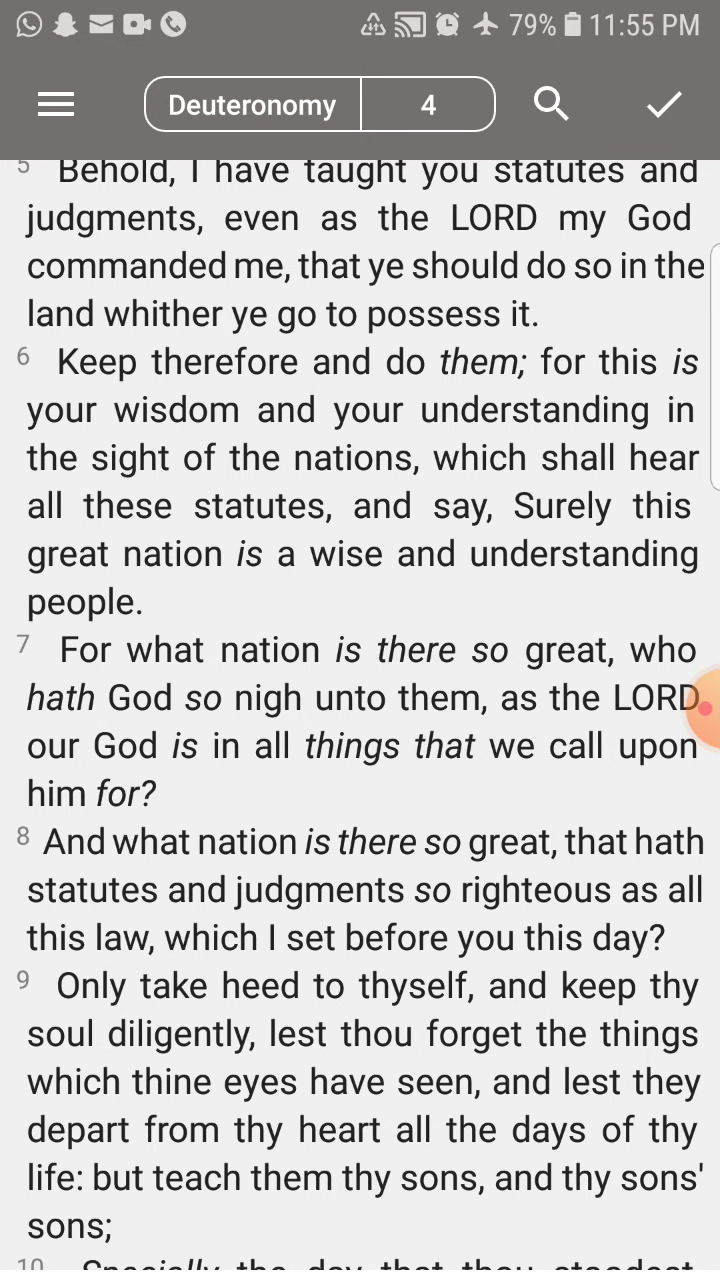 79% 11:55 PM
Deuteronomy 4
5 Behold, I have taught you statutes and
judgments, even as the LORD my God
commanded me, that ye should do so in the
land whither ye go to possess it.
6 Keep therefore and do them; for this is
your wisdom and your understanding in
the sight of the nations, which shall hear
all these statutes, and say, Surely this
great nation is a wise and understanding
people.
7 For what nation is there so great, who
hath God so nigh unto them, as the LORD
our God is in all things that we call upon
him for?
8 And what nation is there so great, that hath
statutes and judgments so righteous as all
this law, which I set before you this day?
9 Only take heed to thyself, and keep thy
soul diligently, lest thou forget the things
which thine eyes have seen, and lest they
depart from thy heart all the days of thy
life: but teach them thy sons, and thy sons'
sons;
10 Specially the day that thou stoodest